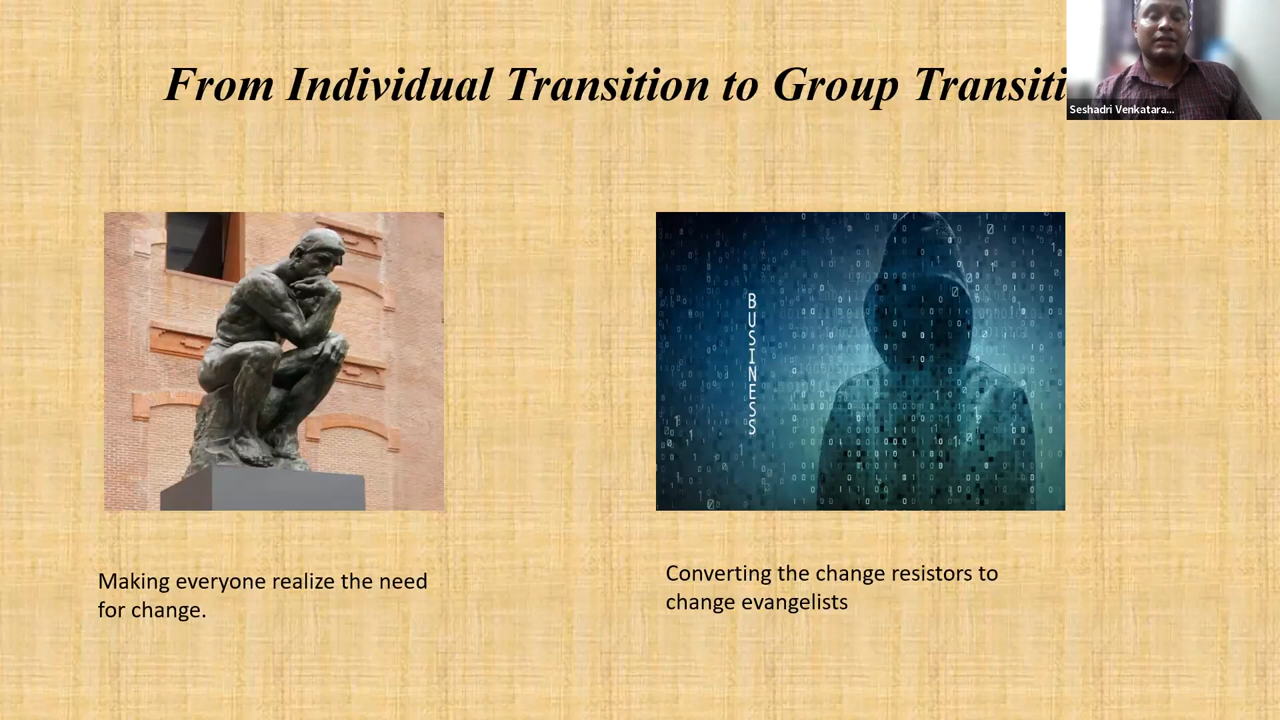 From Individual Transition to Group Transiti
Seshadri Venkatara...
BUSINESS
Making everyone realize the need
for change.
Converting the change resistors to
change evangelists